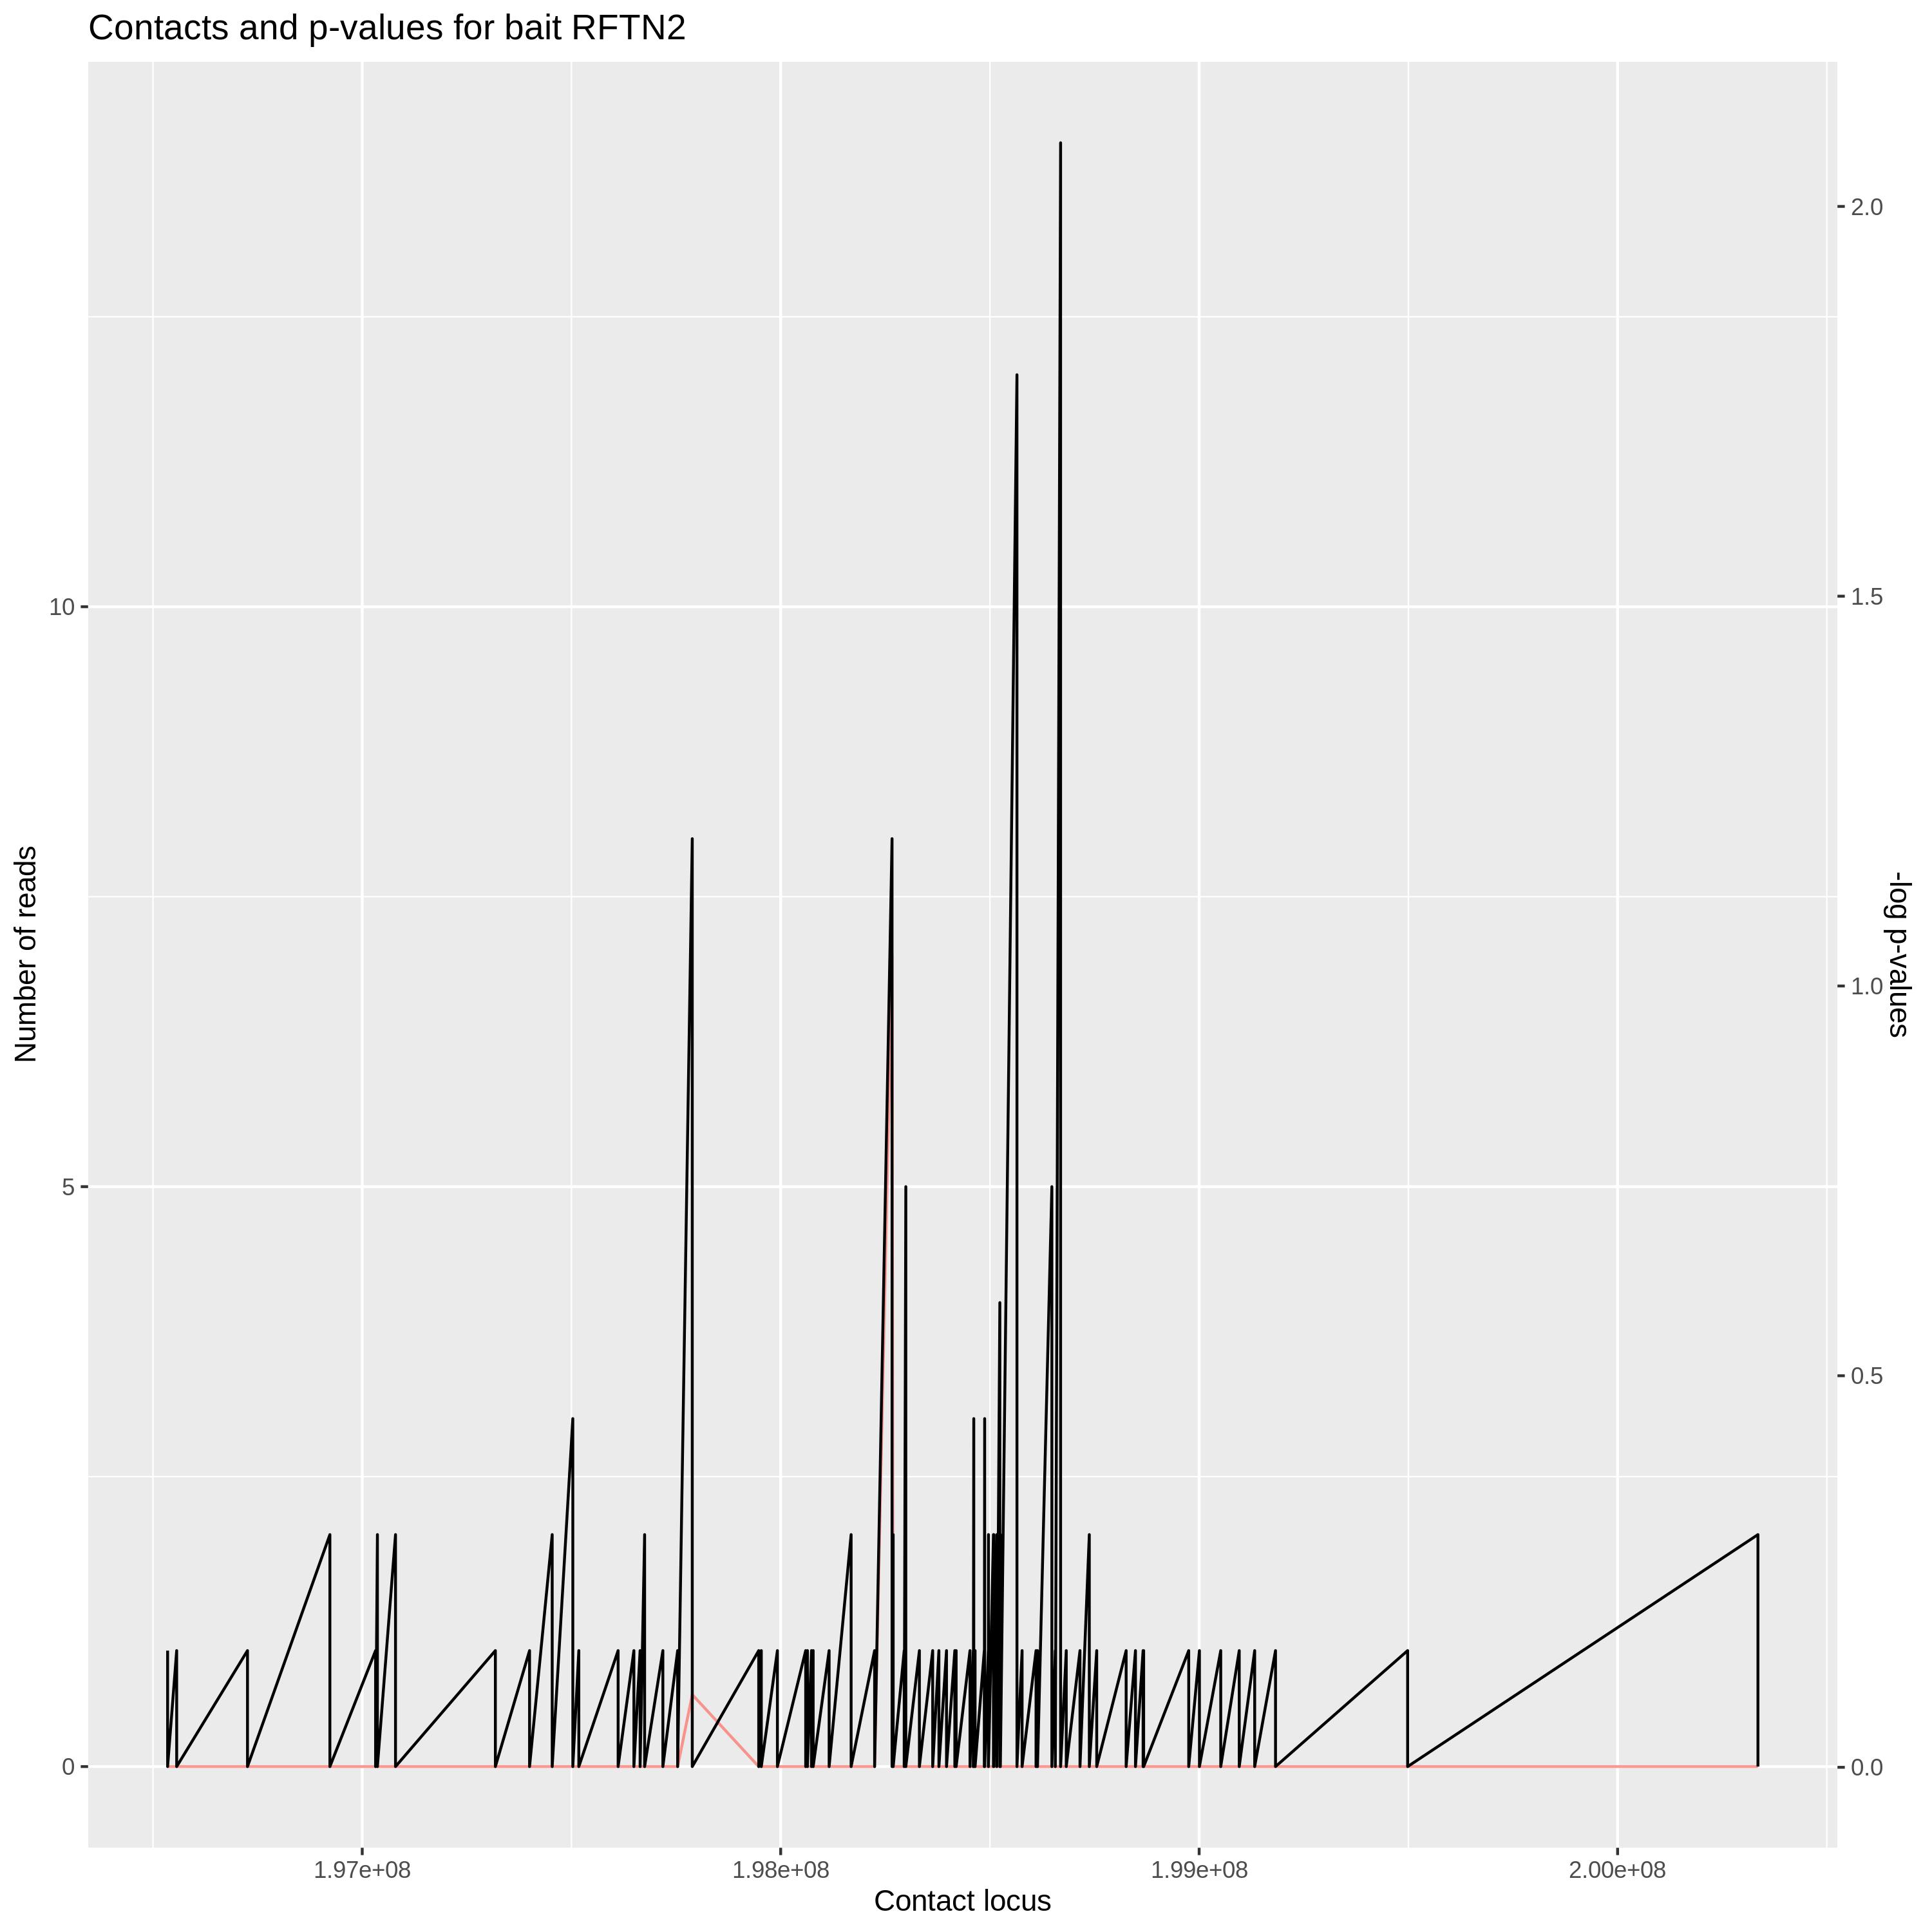 Contacts and p-values for bait RFTN2
Number of reads
10
5
0
2.0
1.5
1.0
0.5
0.0
-log p-values
1.97e+08
1.98e+08
1.99e+08
2.00e+08
Contact locus